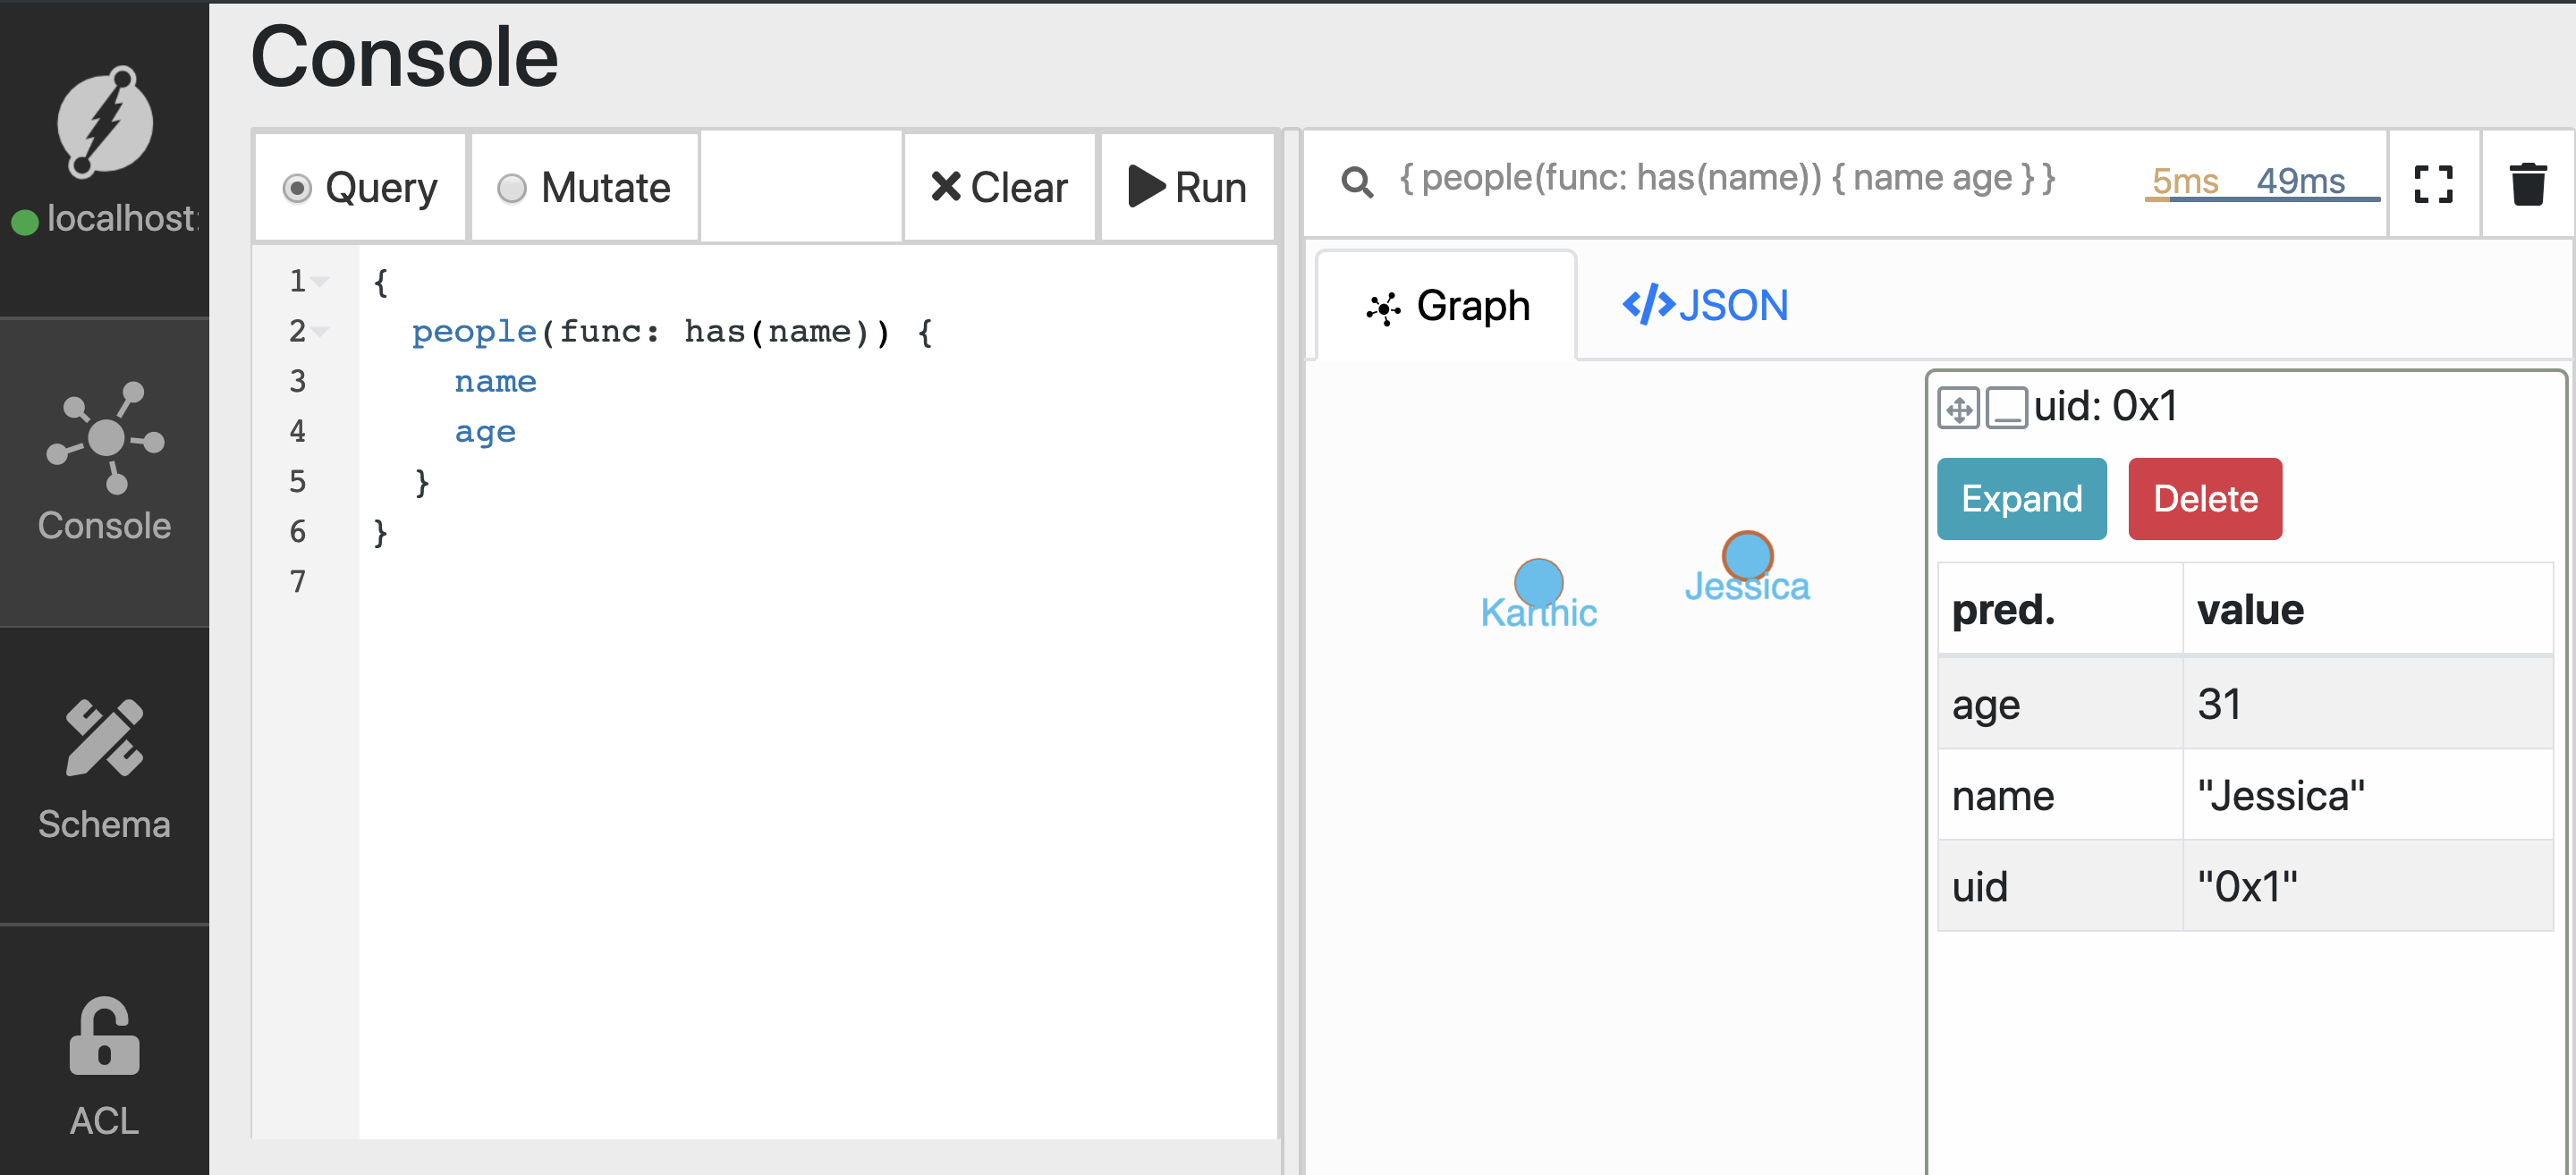 localhost:
Console
Schema
ACL
Console
Query
Mutate
Clear
Run
1 {
2 people(func: has(name)) {
3 name
4 age
5 }
6 }
7
{ people(func: has(name)) { name age } }
5ms 49ms
Graph
</>JSON
Karthic
Jessica
uid: 0x1
Expand
Delete
pred. value
age 31
name "Jessica"
uid "0x1"